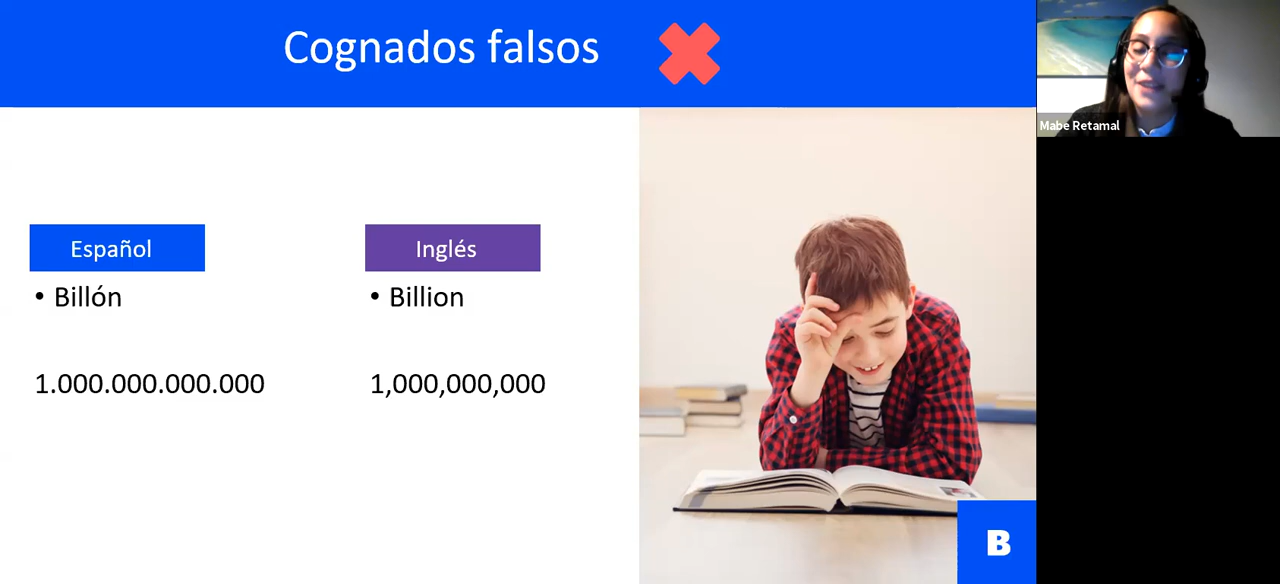 Cognados falsos
Mabe Retamal
Español
Inglés
• Billón
• Billion
1.000.000.000.000
1,000,000,000
B